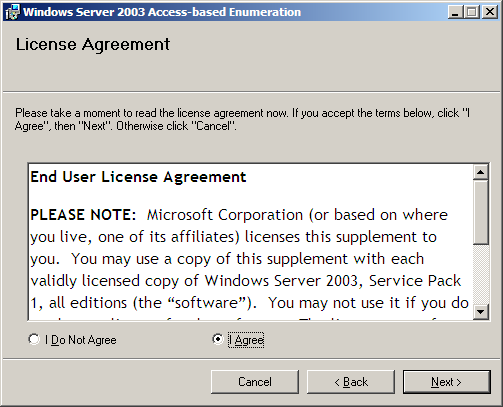 Windows Server 2003 Access-based Enumeration
License Agreement
Please take a moment to read the license agreement now. If you accept the terms below, click "I
Agree", then "Next". Otherwise click "Cancel".
End User License Agreement
PLEASE NOTE:  Microsoft Corporation (or based on where
you live, one of its affiliates) licenses this supplement to
you.  You may use a copy of this supplement with each
validly licensed copy of Windows Server 2003, Service Pack
1, all editions (the “software”).  You may not use it if you do
I Do Not Agree
I Agree
Cancel
< Back
Next >